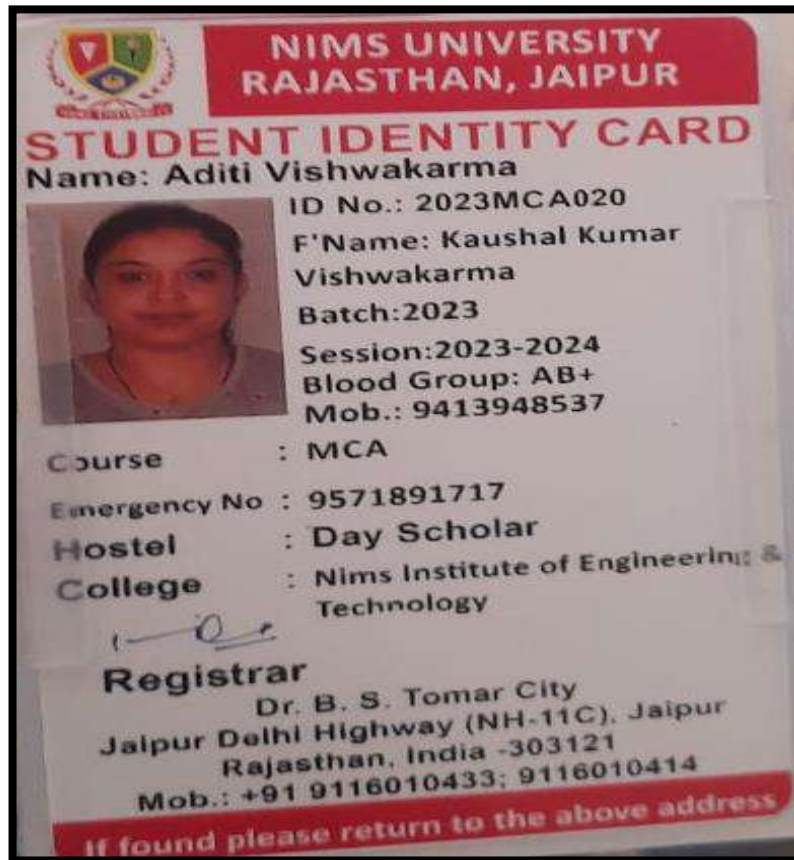 NIMS UNIVERSITY
RAJASTHAN, JAIPUR
STUDENT IDENTITY CARD
Name: Aditi Vishwakarma
ID No.: 2023MCA020
F'Name: Kaushal Kumar
Vishwakarma
Batch:2023
Session:2023-2024
Blood Group: AB+
Mob.: 9413948537
Course : MCA
Emergency No : 9571891717
Hostel : Day Scholar
College : Nims Institute of Engineering &
Technology
Registrar
Dr. B. S. Tomar City
Jaipur Delhi Highway (NH-11C), Jaipur
Rajasthan, India -303121
Mob.: +91 9116010433; 9116010414
If found please return to the above address